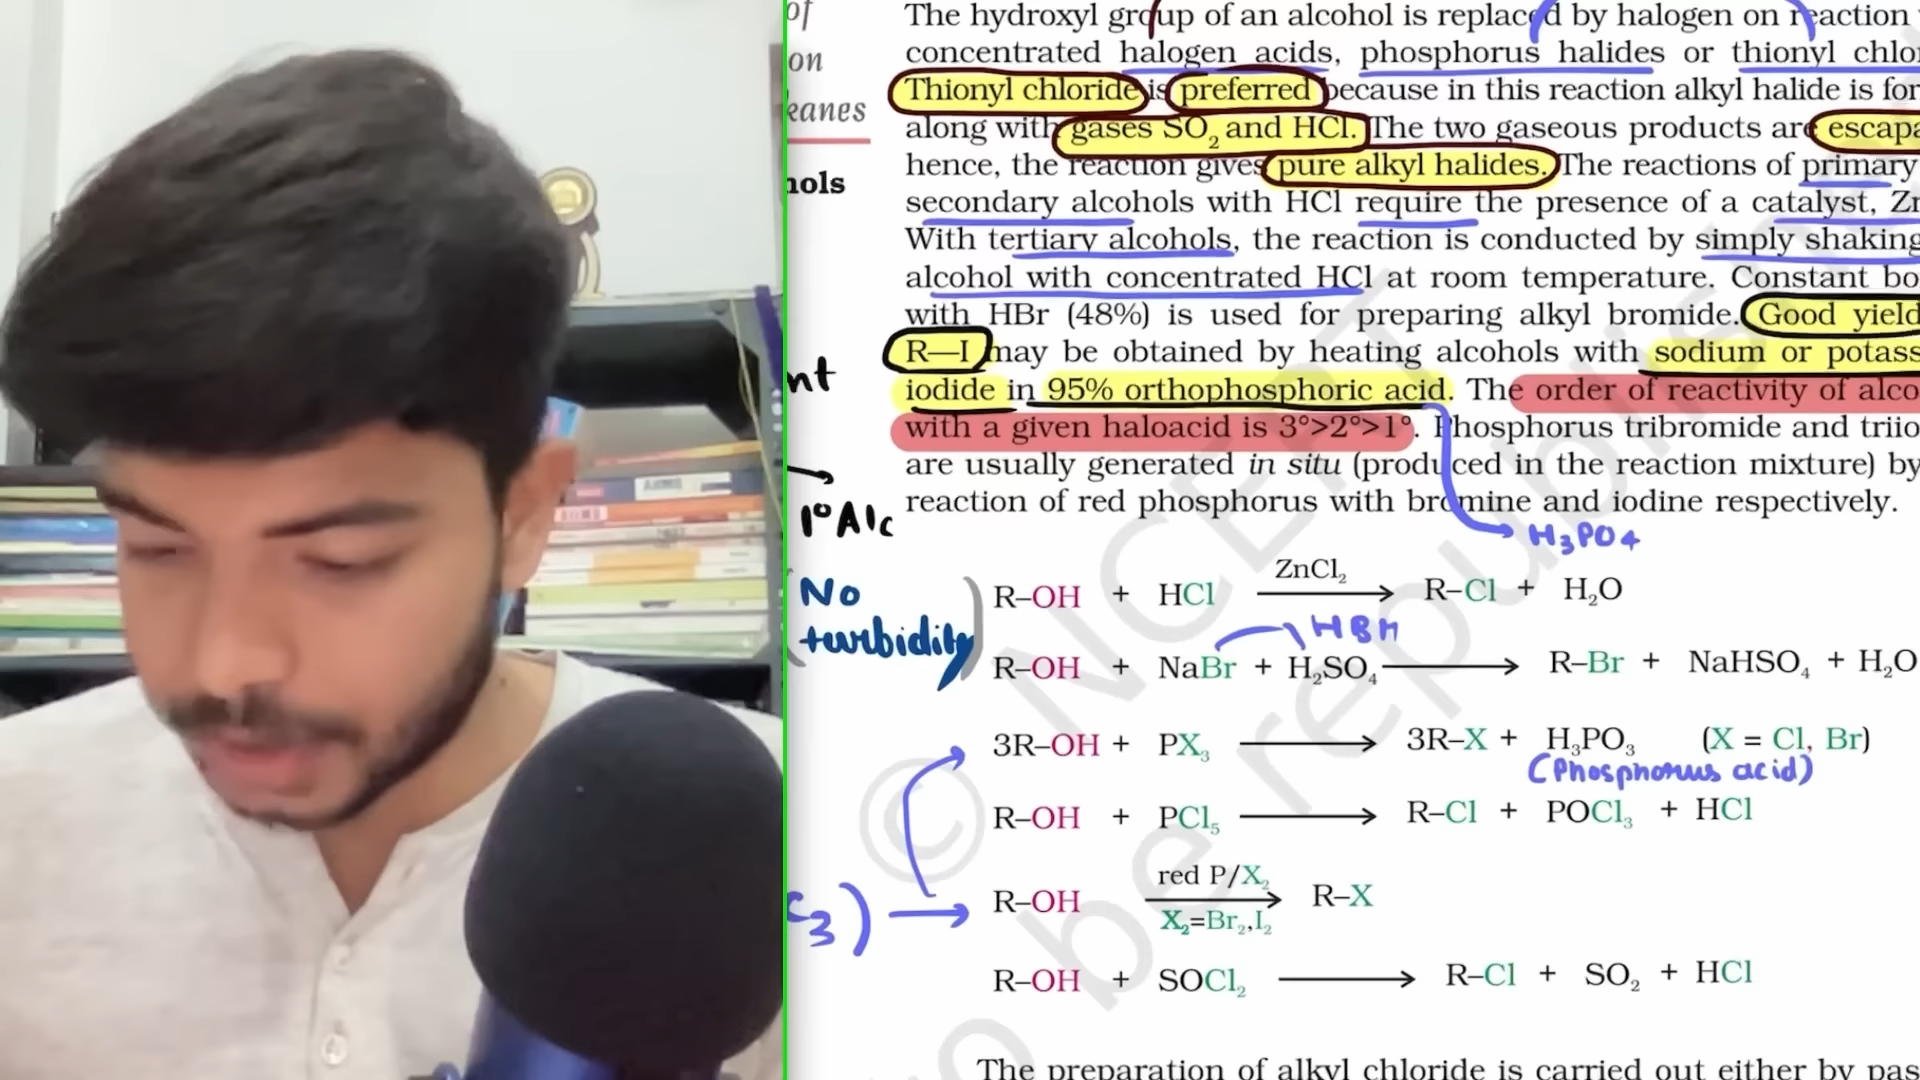 of
on
kanes
nols
nt
1° Alc
(No
turbidity)
The hydroxyl group of an alcohol is replaced by halogen on reaction
concentrated halogen acids, phosphorus halides or thionyl chlor
Thionyl chloride is preferred because in this reaction alkyl halide is for
along with gases SO₂ and HCl. The two gaseous products are escapa
hence, the reaction gives pure alkyl halides. The reactions of primary
secondary alcohols with HCl require the presence of a catalyst, Zn
With tertiary alcohols, the reaction is conducted by simply shaking
alcohol with concentrated HCl at room temperature. Constant bo
with HBr (48%) is used for preparing alkyl bromide. Good yield
R—I may be obtained by heating alcohols with sodium or potass
iodide in 95% orthophosphoric acid. The order of reactivity of alco
with a given haloacid is 3°>2°>1°. Phosphorus tribromide and triio
are usually generated in situ (produced in the reaction mixture) by
reaction of red phosphorus with bromine and iodine respectively.
H₃PO₄
ZnCl₂
R–OH + HCl ⟶ R–Cl + H₂O
HBr
R–OH + NaBr + H₂SO₄ ⟶ R–Br + NaHSO₄ + H₂O
3R–OH + PX₃ ⟶ 3R–X + H₃PO₃ (X = Cl, Br)
(Phosphorus acid)
R–OH + PCl₅ ⟶ R–Cl + POCl₃ + HCl
red P/X₂
3) → R–OH ⟶ R–X
X₂=Br₂,I₂
R–OH + SOCl₂ ⟶ R–Cl + SO₂ + HCl
The preparation of alkyl chloride is carried out either by pas
© NCERT
be republished